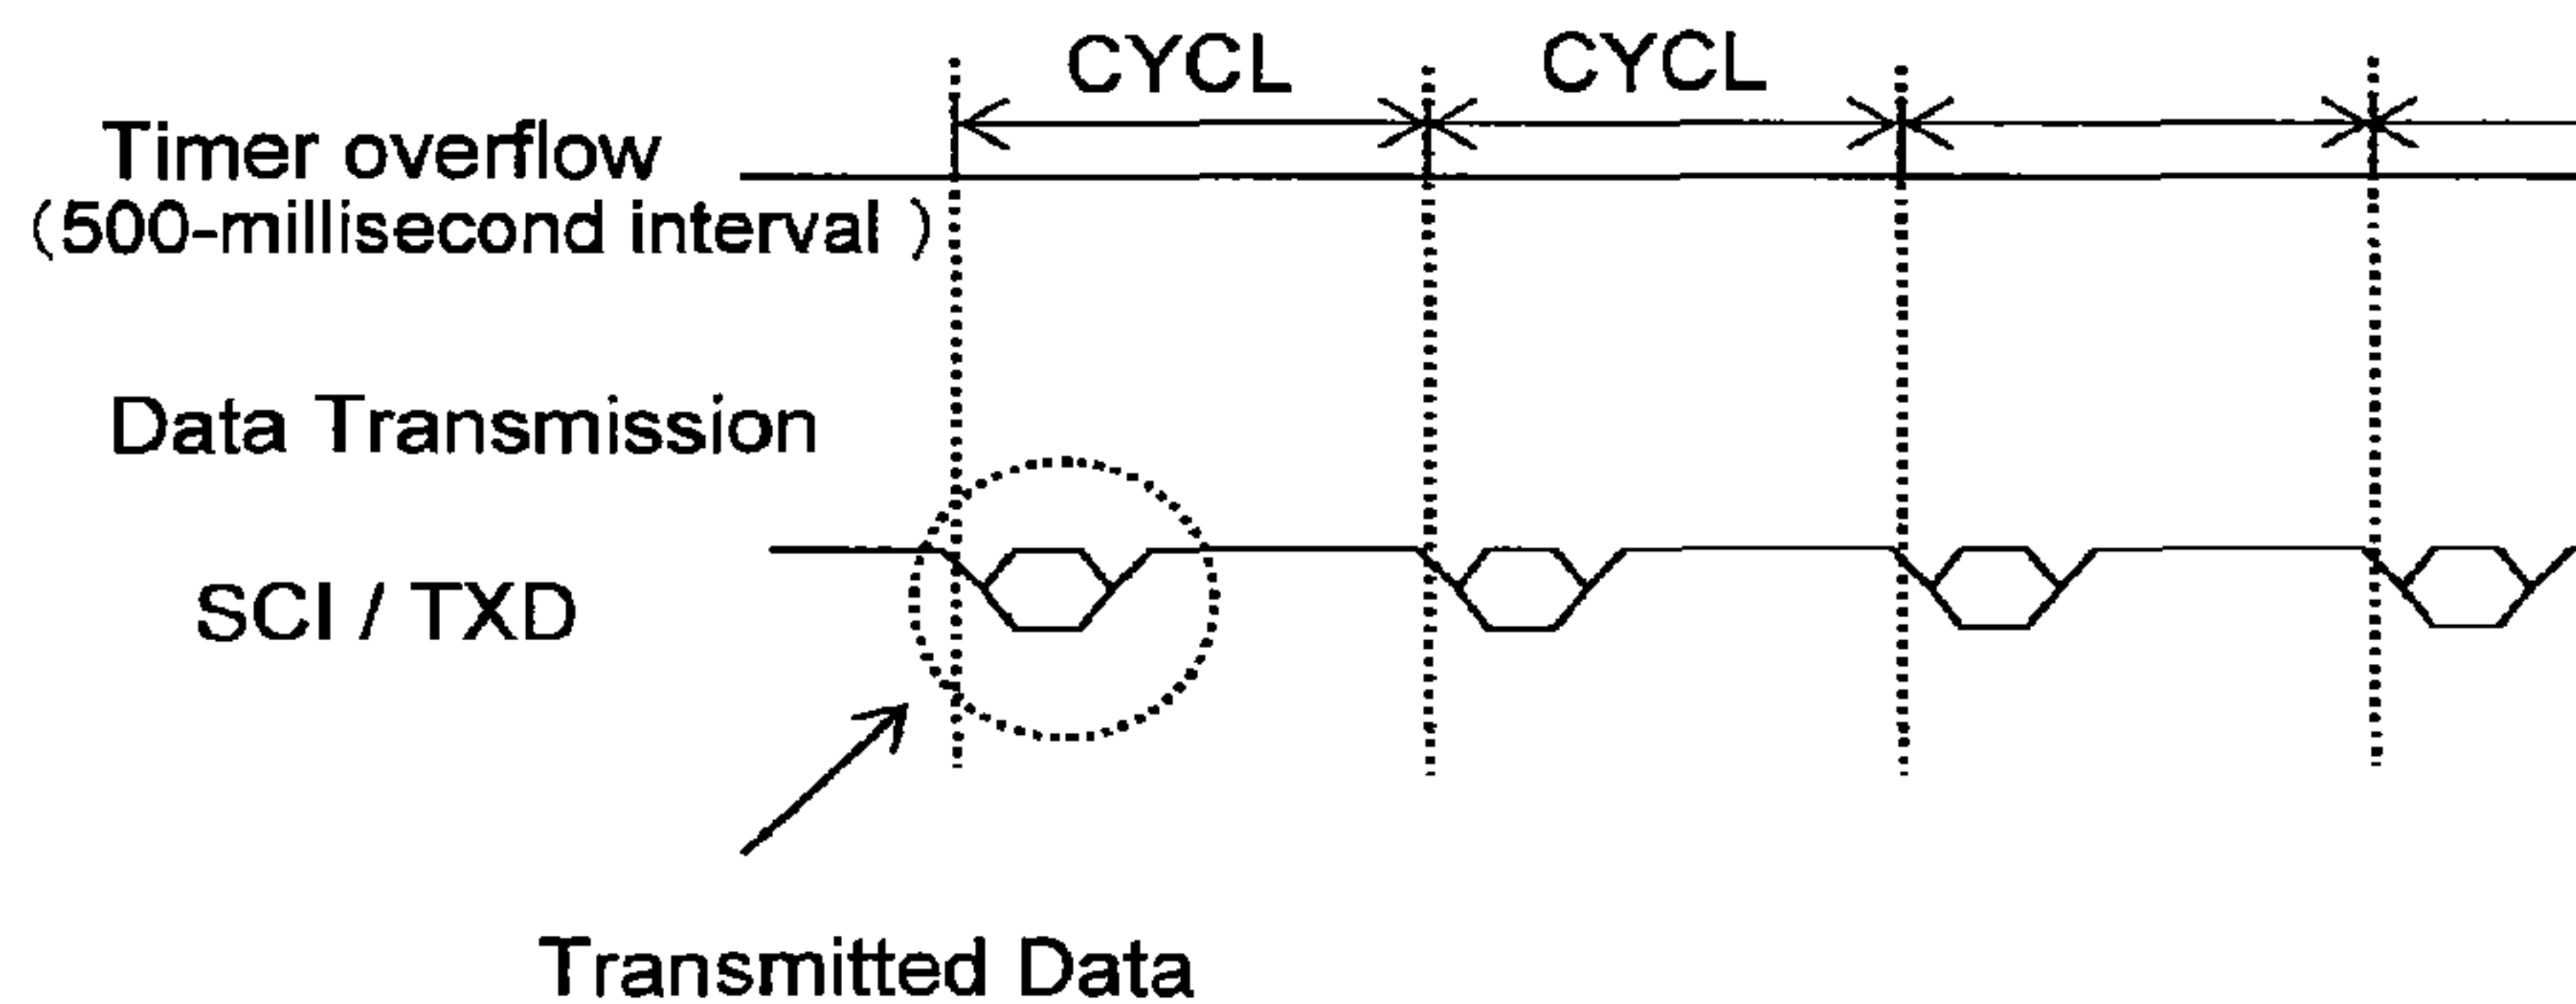 CYCL CYCL
Timer overflow
（500-millisecond interval ）
Data Transmission
SCI / TXD
Transmitted Data